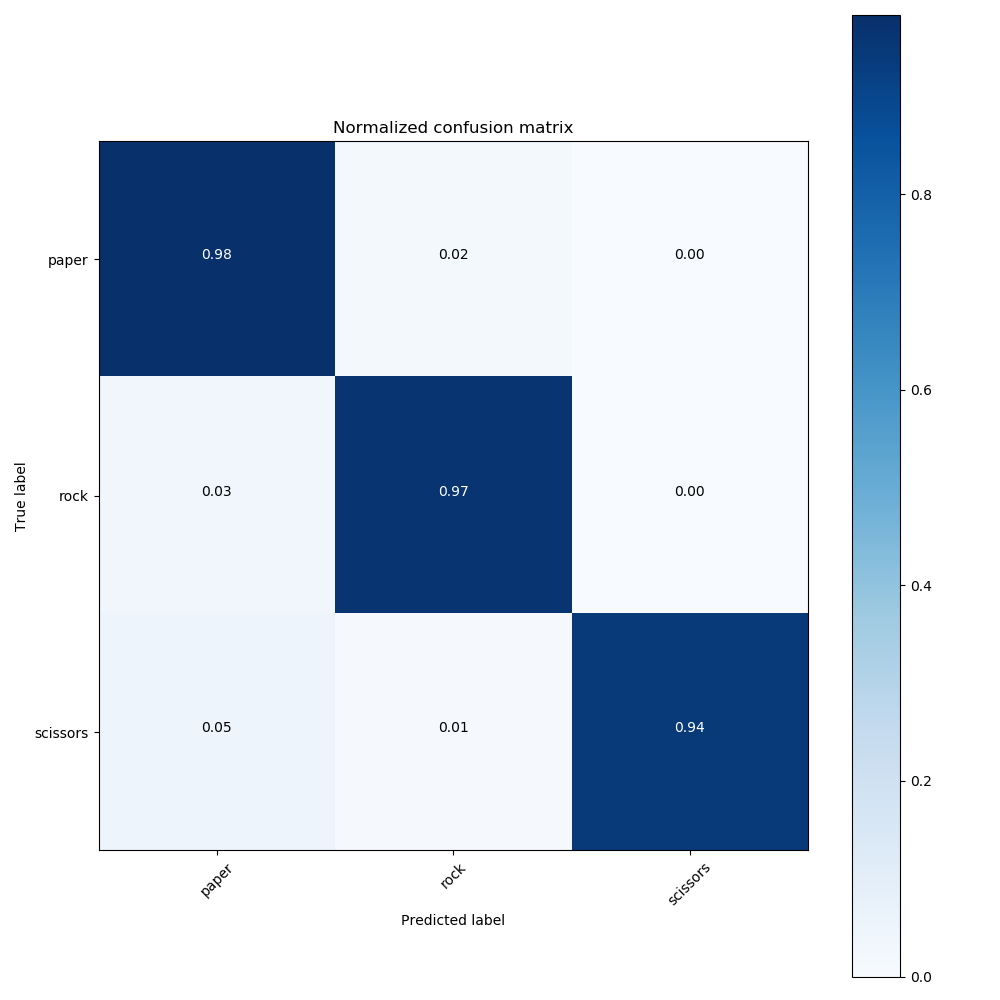 Normalized confusion matrix
True label
paper
0.98 0.02 0.00
rock
0.03 0.97 0.00
scissors
0.05 0.01 0.94
paper rock scissors
Predicted label
0.8
0.6
0.4
0.2
0.0